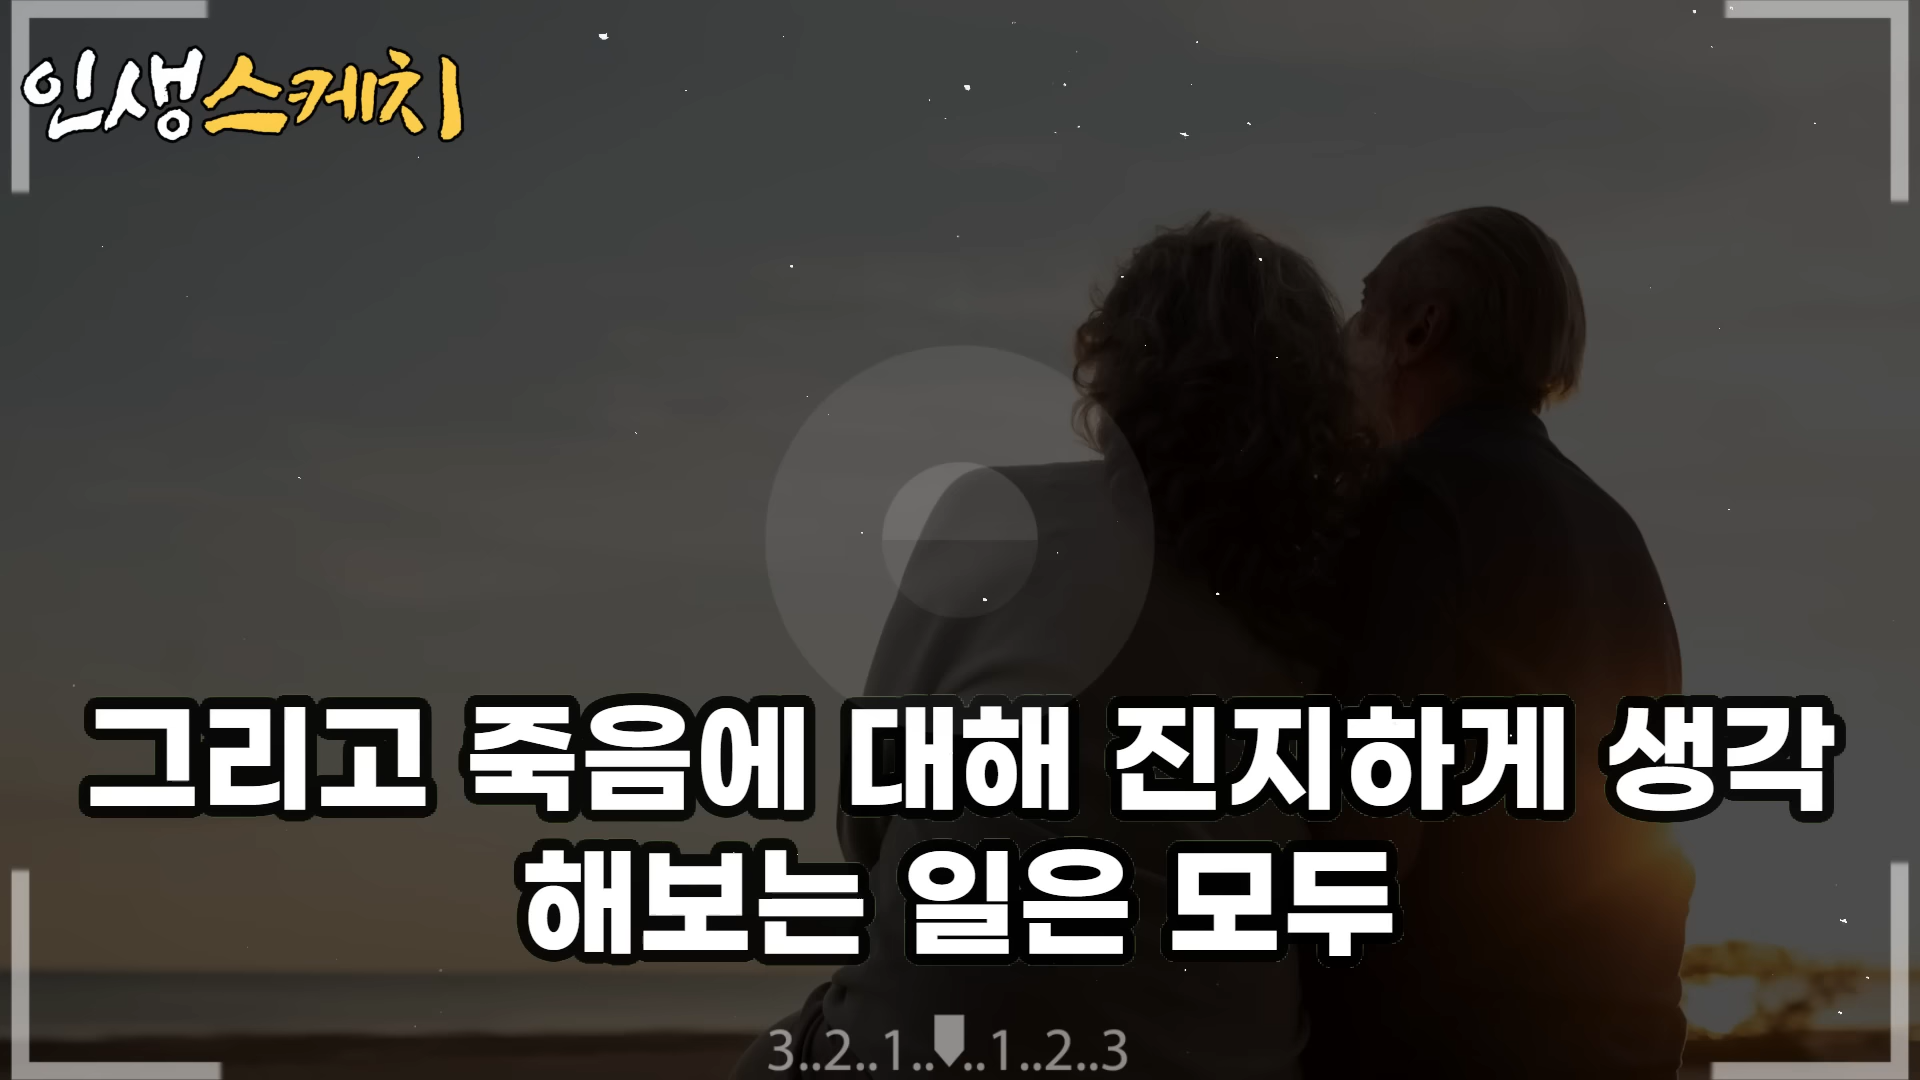 인생스케치
그리고 죽음에 대해 진지하게 생각
해보는 일은 모두
3..2..1.. ..1..2..3